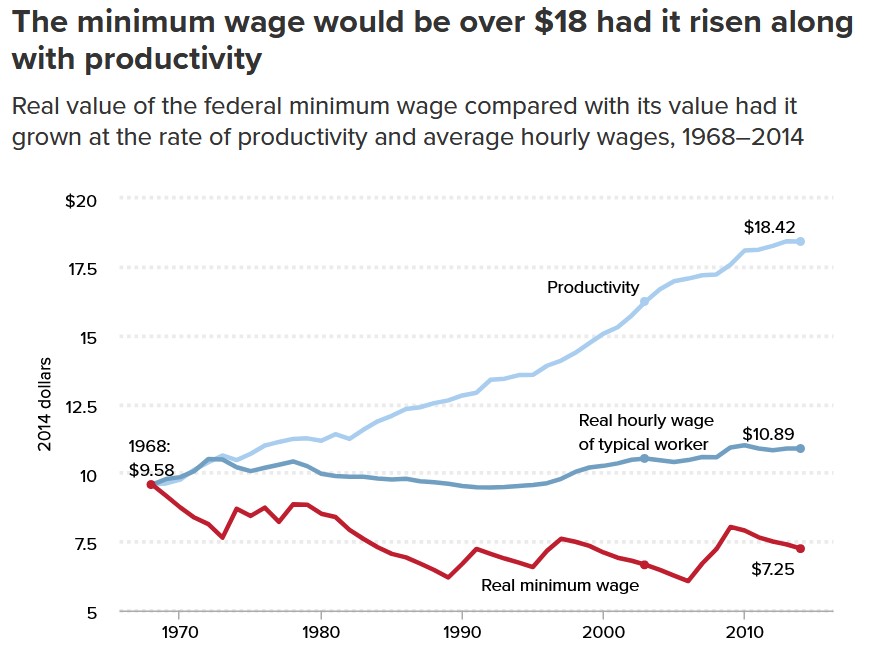 The minimum wage would be over $18 had it risen along
with productivity
Real value of the federal minimum wage compared with its value had it
grown at the rate of productivity and average hourly wages, 1968–2014
$20
17.5
15
12.5
10
7.5
5
2014 dollars
1968:
$9.58
Productivity
$18.42
Real hourly wage
of typical worker
$10.89
Real minimum wage
$7.25
1970
1980
1990
2000
2010